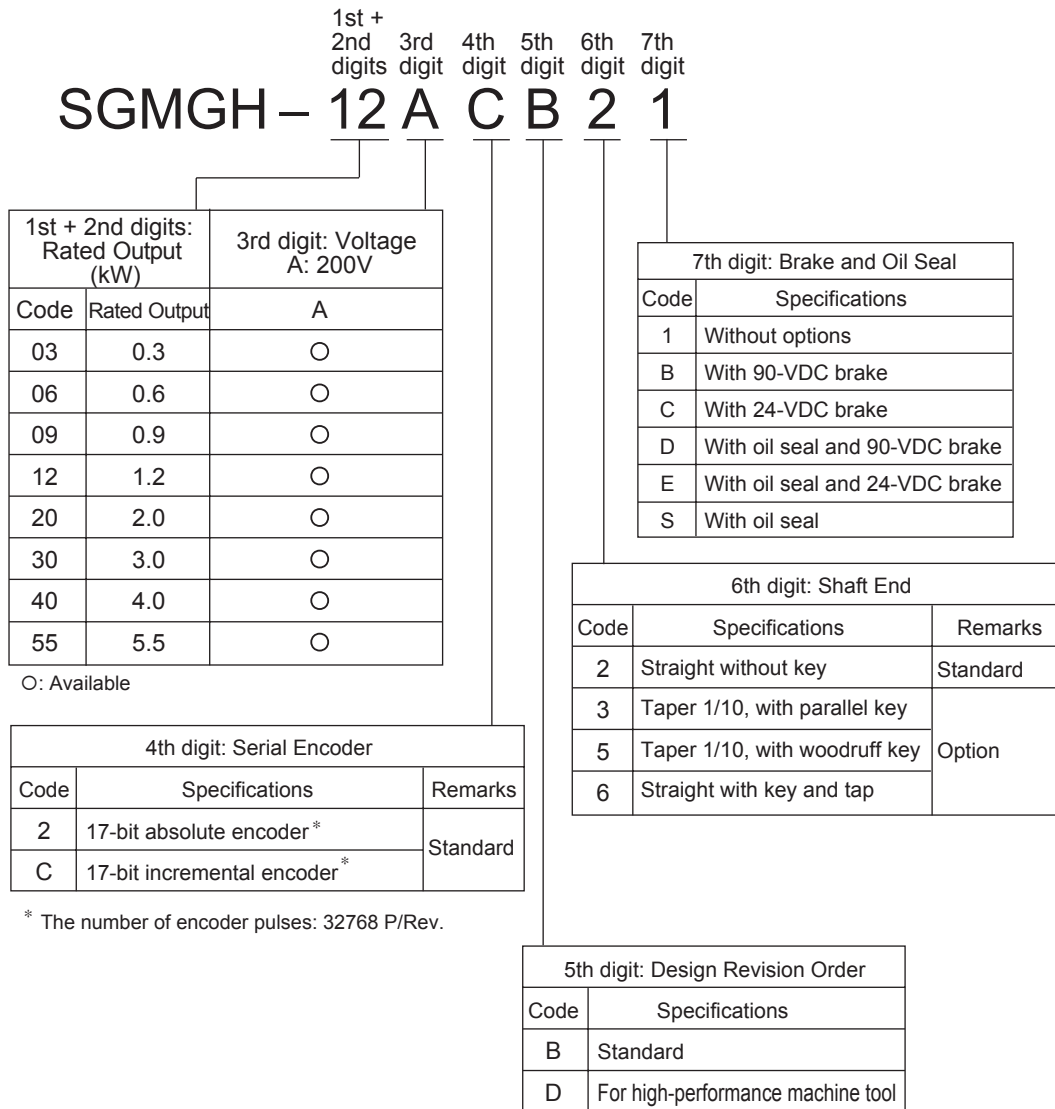 1st +
2nd digits
3rd digit
4th digit
5th digit
6th digit
7th digit
SGMGH – 12 A C B 2 1
1st + 2nd digits:
Rated Output
(kW)
3rd digit: Voltage
A: 200V
Code Rated Output A
03 0.3 ○
06 0.6 ○
09 0.9 ○
12 1.2 ○
20 2.0 ○
30 3.0 ○
40 4.0 ○
55 5.5 ○
○: Available
7th digit: Brake and Oil Seal
Code Specifications
1 Without options
B With 90-VDC brake
C With 24-VDC brake
D With oil seal and 90-VDC brake
E With oil seal and 24-VDC brake
S With oil seal
6th digit: Shaft End
Code Specifications Remarks
2 Straight without key Standard
3 Taper 1/10, with parallel key
5 Taper 1/10, with woodruff key Option
6 Straight with key and tap
4th digit: Serial Encoder
Code Specifications Remarks
2 17-bit absolute encoder*
Standard
C 17-bit incremental encoder*
* The number of encoder pulses: 32768 P/Rev.
5th digit: Design Revision Order
Code Specifications
B Standard
D For high-performance machine tool